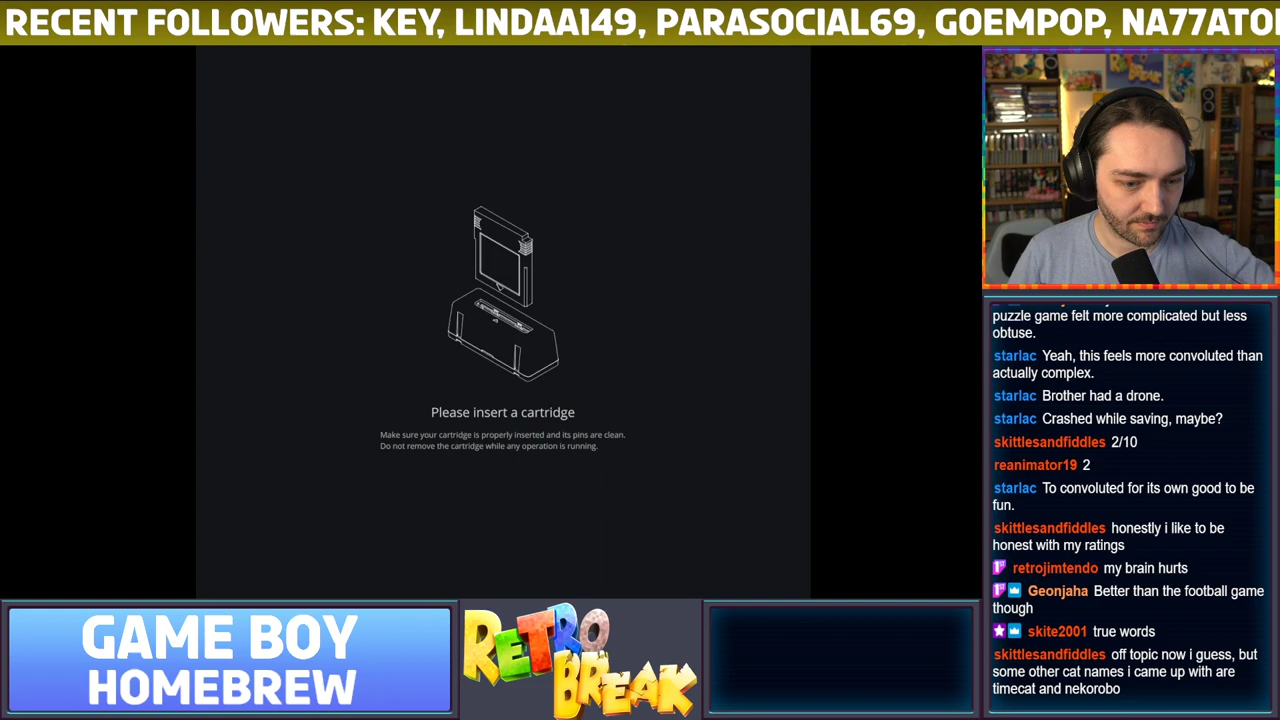 RECENT FOLLOWERS: KEY, LINDAA149, PARASOCIAL69, GOEMPOP, NA77ATO
Please insert a cartridge
Make sure your cartridge is properly inserted and its pins are clean.
Do not remove the cartridge while any operation is running.
puzzle game felt more complicated but less
obtuse.
starlac Yeah, this feels more convoluted than
actually complex.
starlac Brother had a drone.
starlac Crashed while saving, maybe?
skittlesandfiddles 2/10
reanimator19 2
starlac To convoluted for its own good to be
fun.
skittlesandfiddles honestly i like to be
honest with my ratings
retrojimtendo my brain hurts
Geonjaha Better than the football game
though
skite2001 true words
skittlesandfiddles off topic now i guess, but
some other cat names i came up with are
timecat and nekorobo
GAME BOY
HOMEBREW
RETRO
BREAK